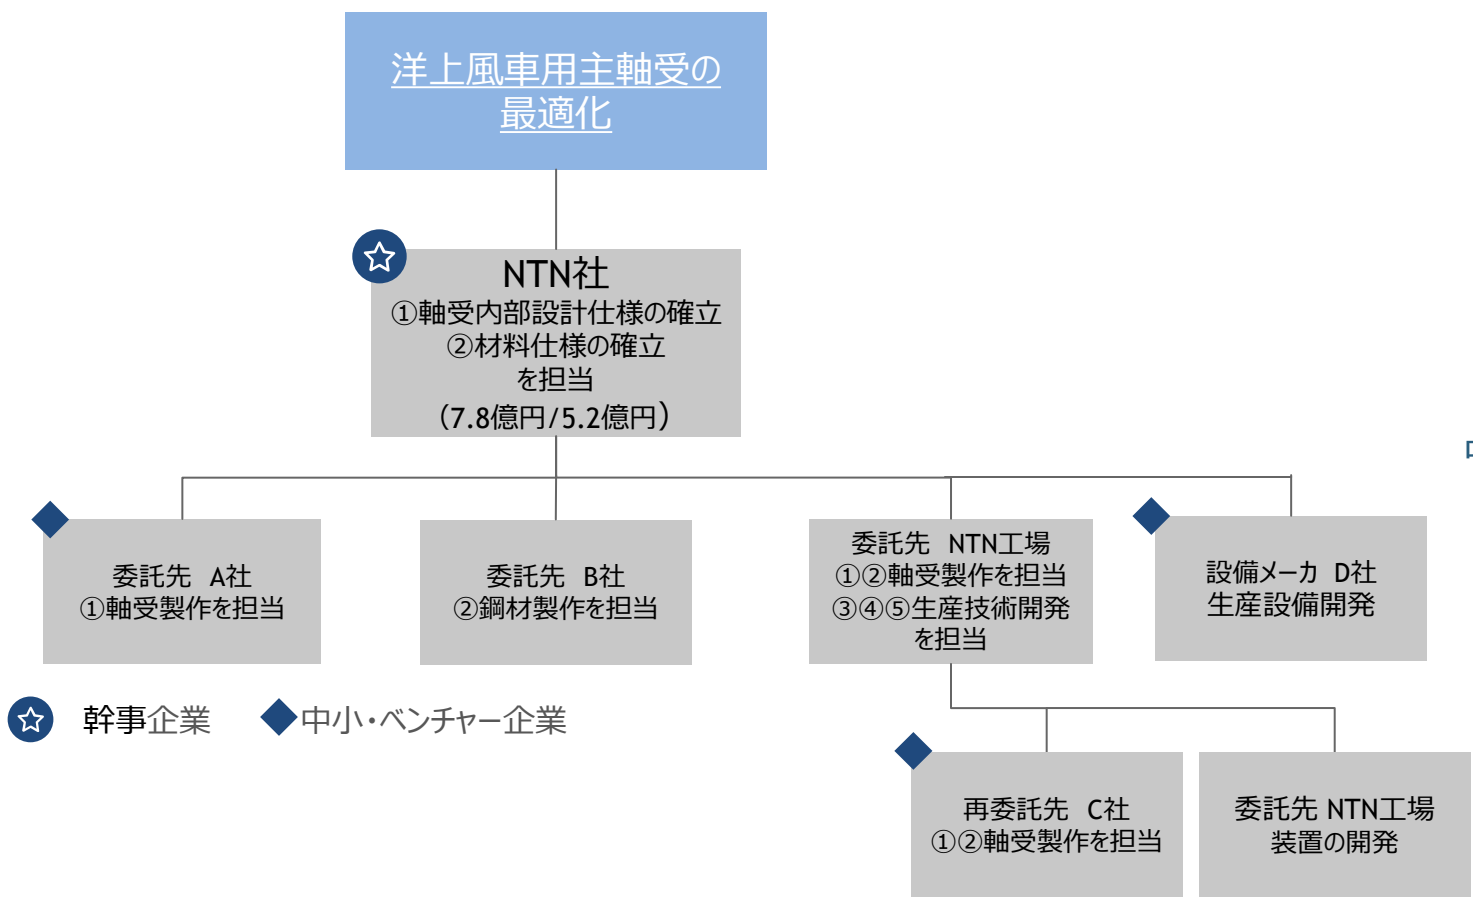 洋上風車用主軸受の
最適化
NTN社
①軸受内部設計仕様の確立
②材料仕様の確立
を担当
(7.8億円/5.2億円)
委託先 A社
①軸受製作を担当
委託先 B社
②鋼材製作を担当
委託先 NTN工場
①②軸受製作を担当
③④⑤生産技術開発
を担当
設備メーカ D社
生産設備開発
幹事企業
中小・ベンチャー企業
再委託先 C社
①②軸受製作を担当
委託先 NTN工場
装置の開発